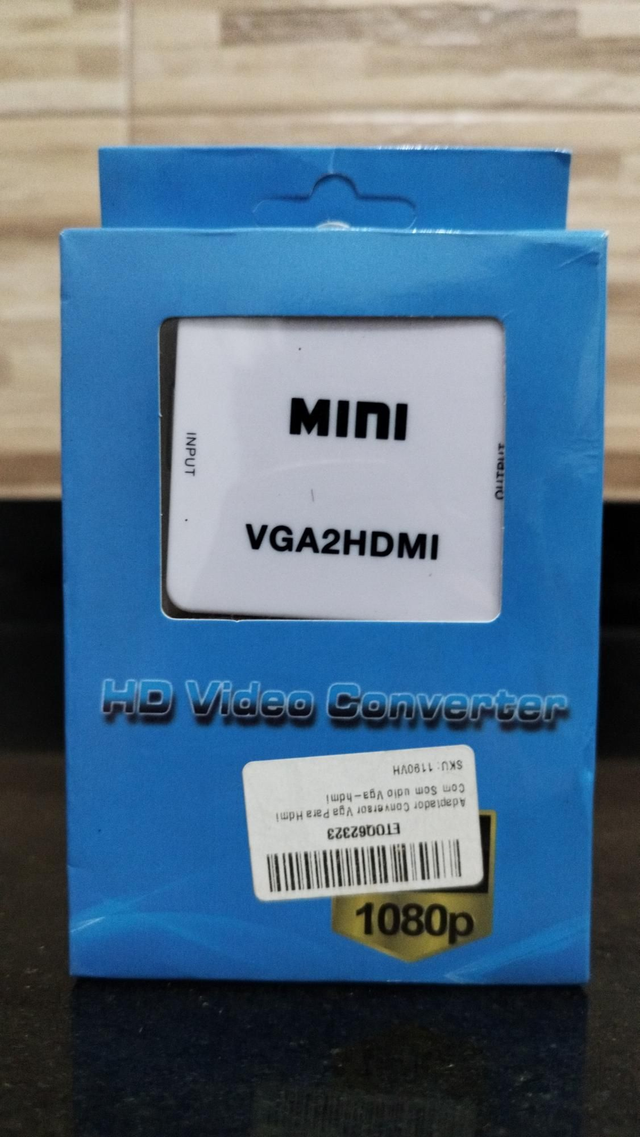 MINI
INPUT
OUTPUT
VGA2HDMI
HD Video Converter
ETOQ62323
Adaptador Conversor Vga Para Hdmi
Com Som udio Vga-hdmi
SKU: 1190VH
1080p